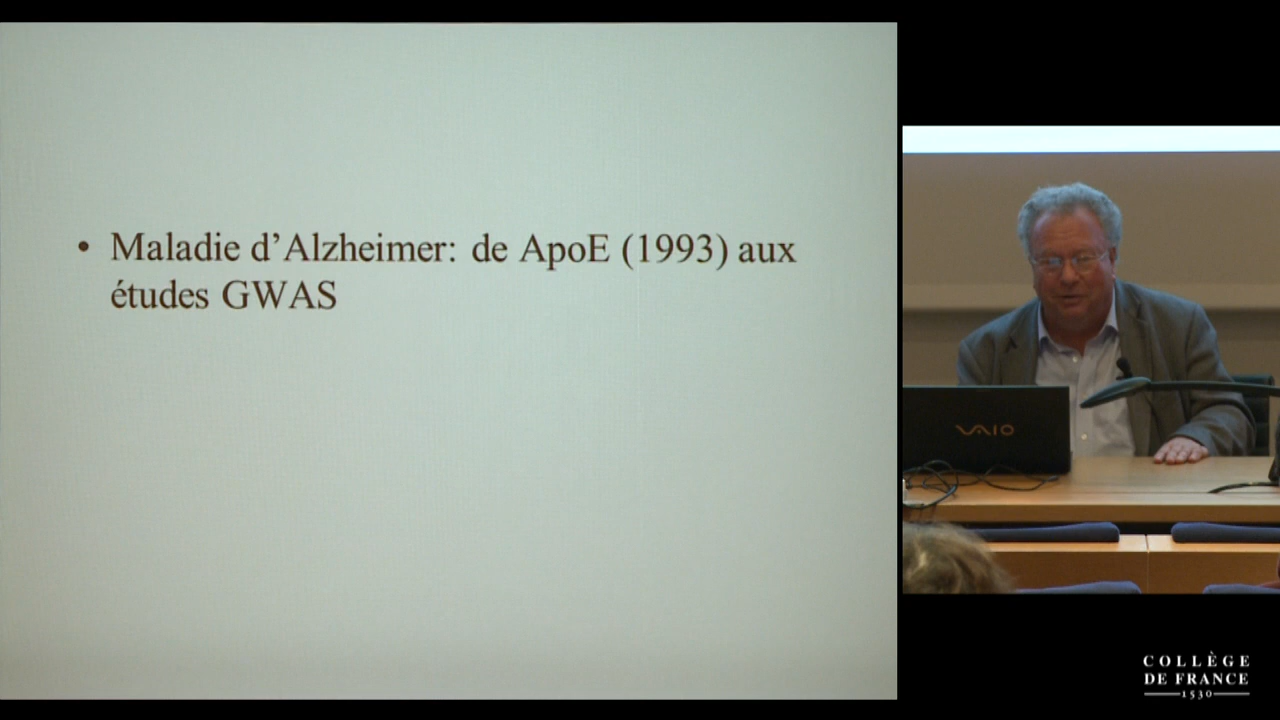 • Maladie d'Alzheimer: de ApoE (1993) aux
études GWAS
VAIO
COLLÈGE
DE FRANCE
1530